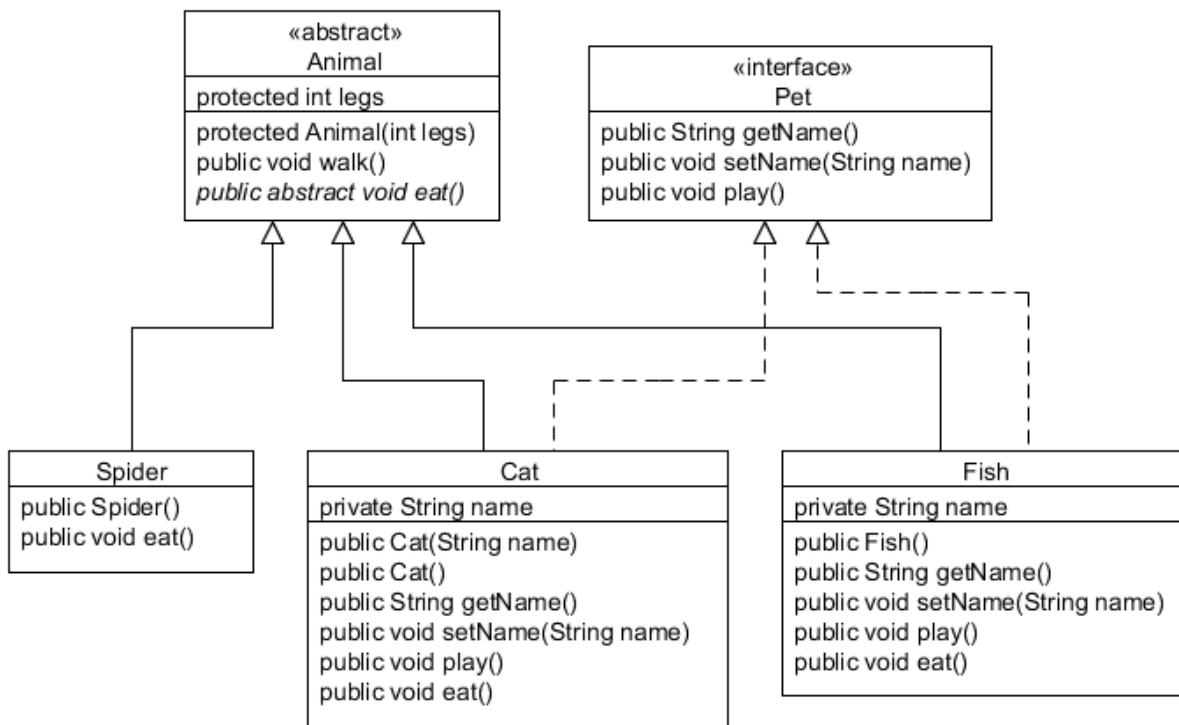 «abstract»
Animal
protected int legs
protected Animal(int legs)
public void walk()
public abstract void eat()
«interface»
Pet
public String getName()
public void setName(String name)
public void play()
Spider
public Spider()
public void eat()
Cat
private String name
public Cat(String name)
public Cat()
public String getName()
public void setName(String name)
public void play()
public void eat()
Fish
private String name
public Fish()
public String getName()
public void setName(String name)
public void play()
public void eat()